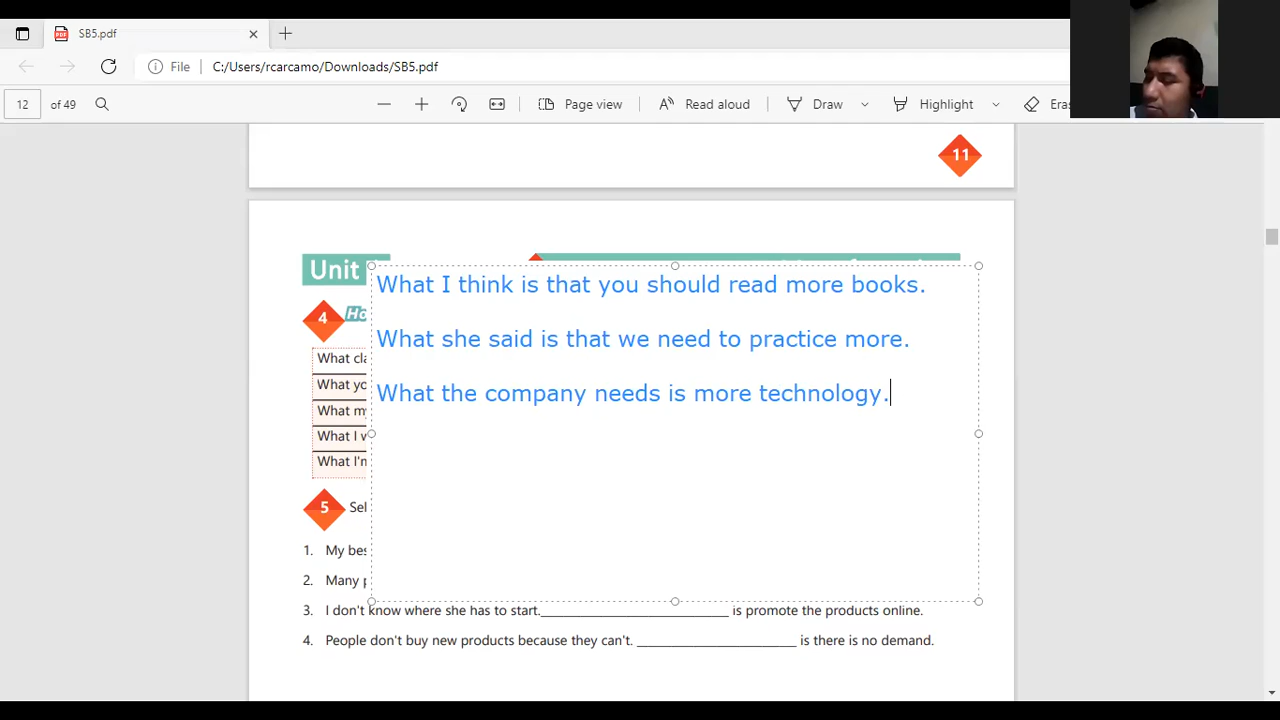 SB5.pdf
File C:/Users/rcarcamo/Downloads/SB5.pdf
12 of 49 Page view Read aloud Draw Highlight
11
Unit
What I think is that you should read more books.
4
What she said is that we need to practice more.
What
What
What the company needs is more technology.
What
What I
What I'm
5
1. My
2. Many
3. I don't know where she has to start. is promote the products online.
4. People don't buy new products because they can't. is there is no demand.